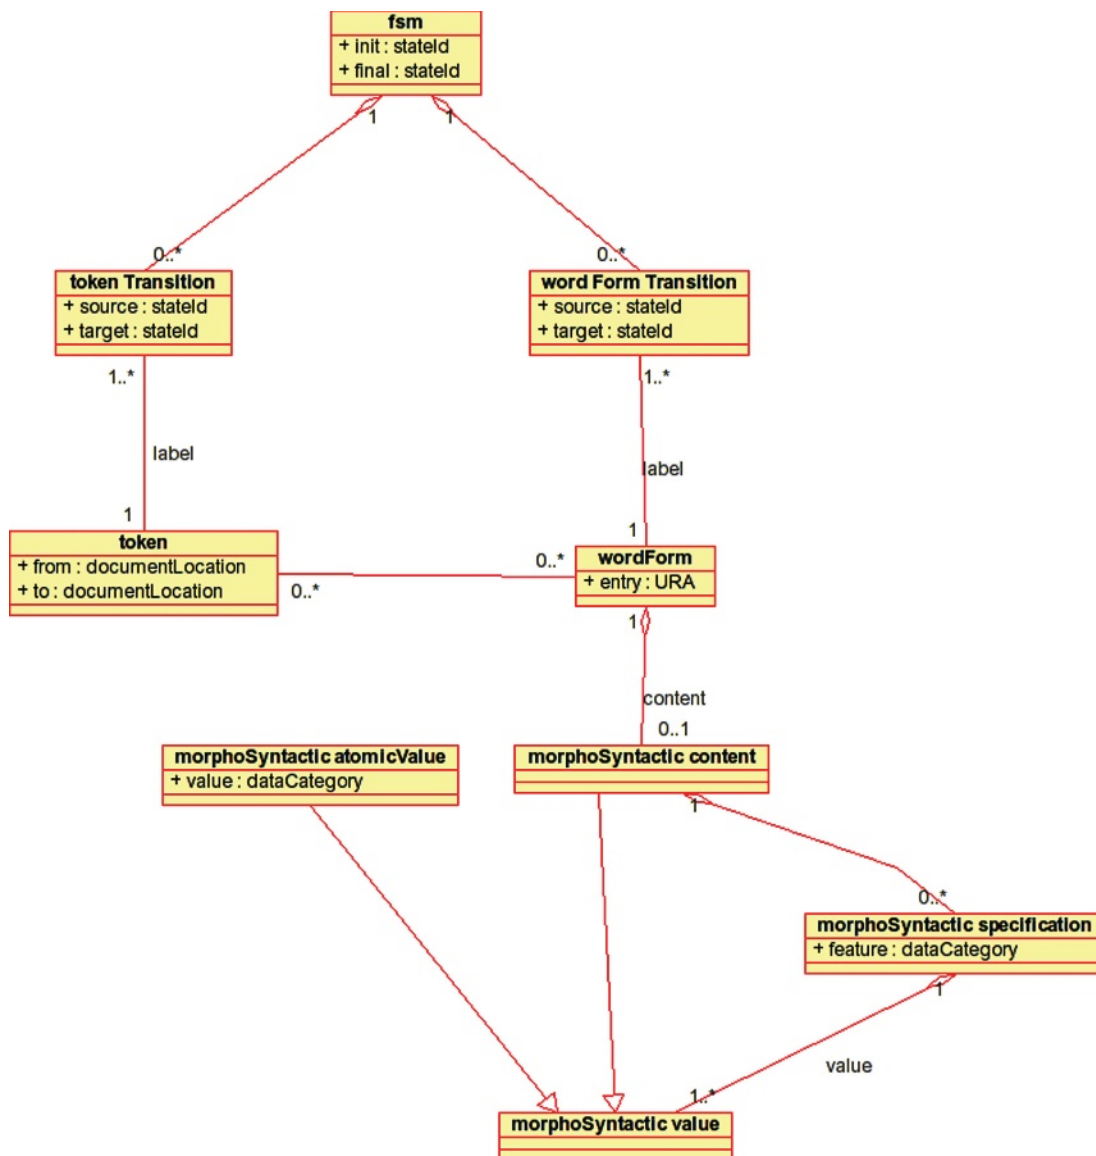 fsm
+ init : stateId
+ final : stateId
1
1
0..*
0..*
token Transition
+ source : stateId
+ target : stateId
word Form Transition
+ source : stateId
+ target : stateId
1..*
1..*
label
label
1
1
token
+ from : documentLocation
+ to : documentLocation
0..*
0..*
wordForm
+ entry : URA
1
content
0..1
morphoSyntactic atomicValue
+ value : dataCategory
morphoSyntactic content
1
0..*
morphoSyntactic specification
+ feature : dataCategory
1
value
1..*
morphoSyntactic value